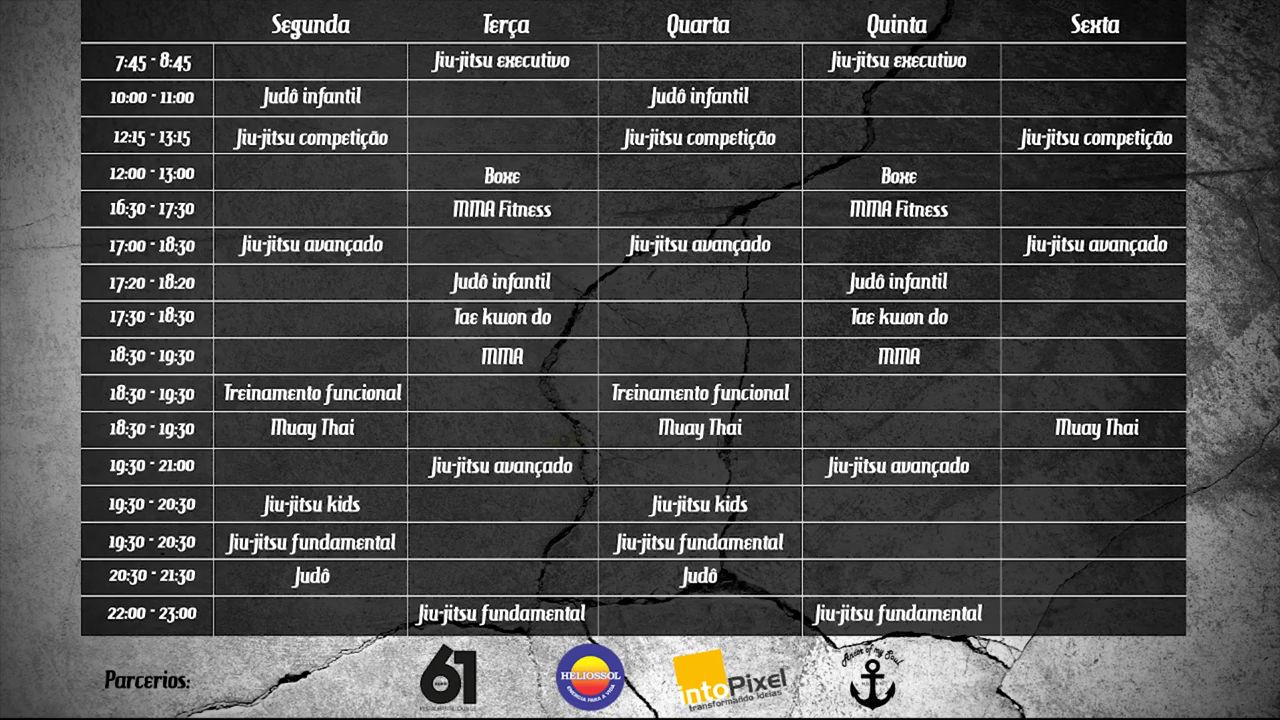 Segunda Terça Quarta Quinta Sexta
7:45 - 8:45 Jiu-jitsu executivo Jiu-jitsu executivo
10:00 - 11:00 Judô infantil Judô infantil
12:15 - 13:15 Jiu-jitsu competição Jiu-jitsu competição Jiu-jitsu competição
12:00 - 13:00 Boxe Boxe
16:30 - 17:30 MMA Fitness MMA Fitness
17:00 - 18:30 Jiu-jitsu avançado Jiu-jitsu avançado Jiu-jitsu avançado
17:20 - 18:20 Judô infantil Judô infantil
17:30 - 18:30 Tae kwon do Tae kwon do
18:30 - 19:30 MMA MMA
18:30 - 19:30 Treinamento funcional Treinamento funcional
18:30 - 19:30 Muay Thai Muay Thai Muay Thai
19:30 - 21:00 Jiu-jitsu avançado Jiu-jitsu avançado
19:30 - 20:30 Jiu-jitsu kids Jiu-jitsu kids
19:30 - 20:30 Jiu-jitsu fundamental Jiu-jitsu fundamental
20:30 - 21:30 Judô Judô
22:00 - 23:00 Jiu-jitsu fundamental Jiu-jitsu fundamental
Parcerios:
61
HELIOSSOL
ENERGIA PARA A VIDA
intoPixel
transformando ideias
Ancor of my Soul